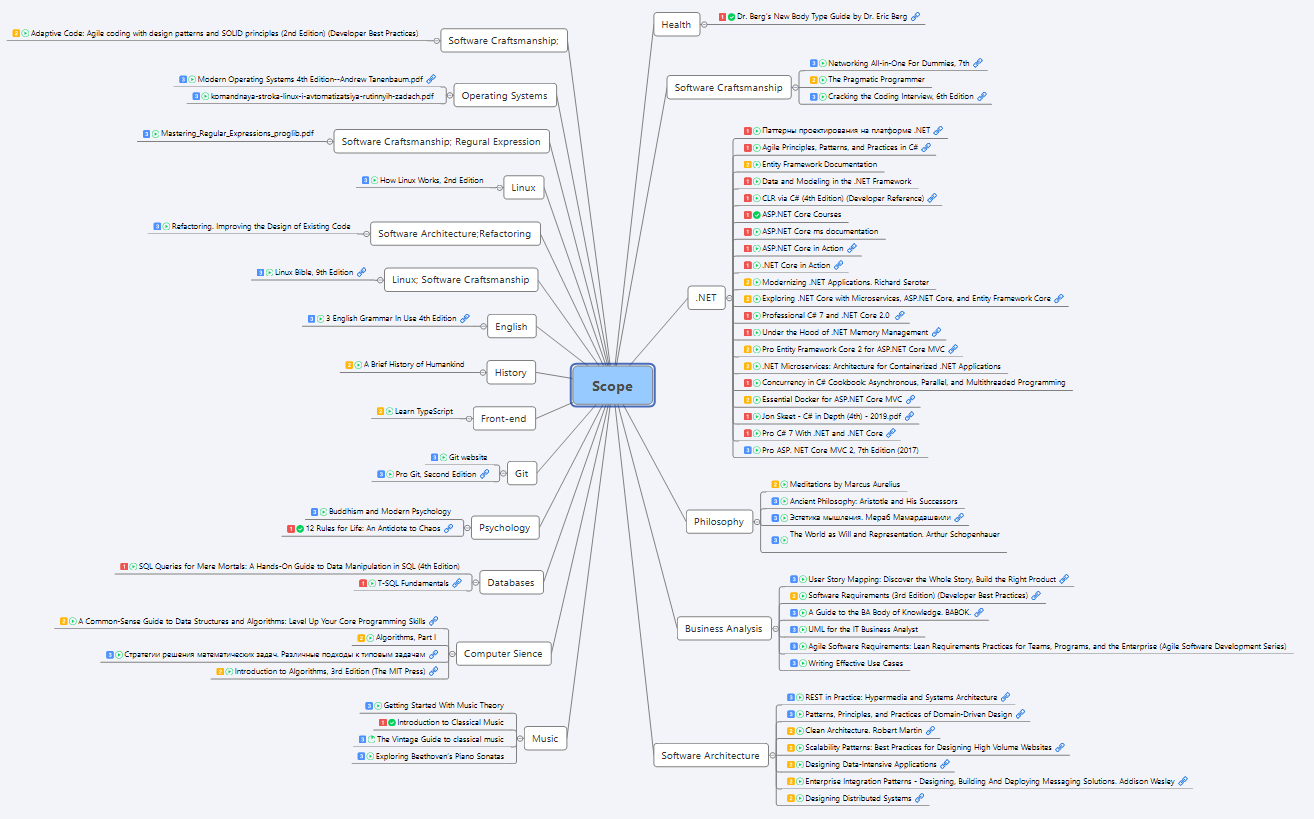 Scope
Health
1 Dr. Berg's New Body Type Guide by Dr. Eric Berg
Software Craftsmanship
3 Networking All-in-One For Dummies, 7th
2 The Pragmatic Programmer
3 Cracking the Coding Interview, 6th Edition
.NET
1 Паттерны проектирования на платформе .NET
1 Agile Principles, Patterns, and Practices in C#
2 Entity Framework Documentation
1 Data and Modeling in the .NET Framework
1 CLR via C# (4th Edition) (Developer Reference)
1 ASP.NET Core Courses
1 ASP.NET Core ms documentation
1 ASP.NET Core in Action
1 .NET Core in Action
2 Modernizing .NET Applications. Richard Seroter
2 Exploring .NET Core with Microservices, ASP.NET Core, and Entity Framework Core
1 Professional C# 7 and .NET Core 2.0
1 Under the Hood of .NET Memory Management
2 Pro Entity Framework Core 2 for ASP.NET Core MVC
2 .NET Microservices: Architecture for Containerized .NET Applications
1 Concurrency in C# Cookbook: Asynchronous, Parallel, and Multithreaded Programming
2 Essential Docker for ASP.NET Core MVC
1 Jon Skeet - C# in Depth (4th) - 2019.pdf
1 Pro C# 7 With .NET and .NET Core
3 Pro ASP. NET Core MVC 2, 7th Edition (2017)
Philosophy
2 Meditations by Marcus Aurelius
3 Ancient Philosophy: Aristotle and His Successors
3 Эстетика мышления. Мераб Мамардашвили
3 The World as Will and Representation. Arthur Schopenhauer
Business Analysis
3 User Story Mapping: Discover the Whole Story, Build the Right Product
2 Software Requirements (3rd Edition) (Developer Best Practices)
3 A Guide to the BA Body of Knowledge. BABOK.
3 UML for the IT Business Analyst
3 Agile Software Requirements: Lean Requirements Practices for Teams, Programs, and the Enterprise (Agile Software Development Series)
3 Writing Effective Use Cases
Software Architecture
3 REST in Practice: Hypermedia and Systems Architecture
3 Patterns, Principles, and Practices of Domain-Driven Design
2 Clean Architecture. Robert Martin
2 Scalability Patterns: Best Practices for Designing High Volume Websites
2 Designing Data-Intensive Applications
2 Enterprise Integration Patterns - Designing, Building And Deploying Messaging Solutions. Addison Wesley
2 Designing Distributed Systems
Software Craftsmanship;
2 Adaptive Code: Agile coding with design patterns and SOLID principles (2nd Edition) (Developer Best Practices)
Operating Systems
3 Modern Operating Systems 4th Edition--Andrew Tanenbaum.pdf
3 komandnaya-stroka-linux-i-avtomatizatsiya-rutinnyih-zadach.pdf
Software Craftsmanship; Regural Expression
3 Mastering_Regular_Expressions_proglib.pdf
Linux
3 How Linux Works, 2nd Edition
Software Architecture;Refactoring
3 Refactoring. Improving the Design of Existing Code
Linux; Software Craftsmanship
3 Linux Bible, 9th Edition
English
3 3 English Grammar In Use 4th Edition
History
2 A Brief History of Humankind
Front-end
2 Learn TypeScript
Git
3 Git website
3 Pro Git, Second Edition
Psychology
3 Buddhism and Modern Psychology
1 12 Rules for Life: An Antidote to Chaos
Databases
1 SQL Queries for Mere Mortals: A Hands-On Guide to Data Manipulation in SQL (4th Edition)
1 T-SQL Fundamentals
Computer Sience
2 A Common-Sense Guide to Data Structures and Algorithms: Level Up Your Core Programming Skills
2 Algorithms, Part I
3 Стратегии решения математических задач. Различные подходы к типовым задачам
2 Introduction to Algorithms, 3rd Edition (The MIT Press)
Music
3 Getting Started With Music Theory
1 Introduction to Classical Music
3 The Vintage Guide to classical music
3 Exploring Beethoven's Piano Sonatas